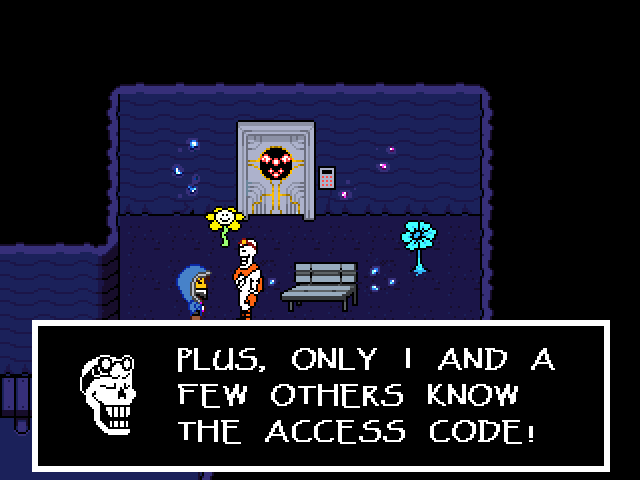 PLUS, ONLY I AND A
FEW OTHERS KNOW
THE ACCESS CODE!